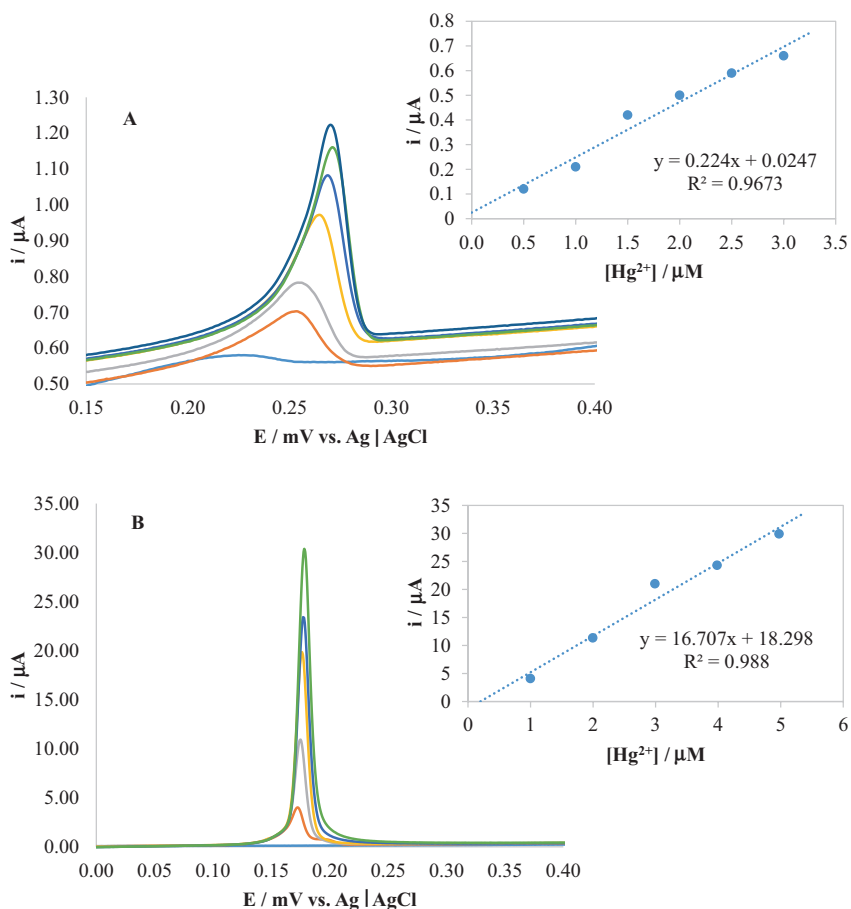 A
1.30
1.20
1.10
1.00
0.90
0.80
0.70
0.60
0.50
i / µA
0.15 0.20 0.25 0.30 0.35 0.40
E / mV vs. Ag|AgCl
0.8
0.7
0.6
0.5
0.4
0.3
0.2
0.1
0
i / µA
y = 0.224x + 0.0247
R² = 0.9673
0.0 0.5 1.0 1.5 2.0 2.5 3.0 3.5
[Hg²⁺] / µM
B
35.00
30.00
25.00
20.00
15.00
10.00
5.00
0.00
i / µA
0.00 0.05 0.10 0.15 0.20 0.25 0.30 0.35 0.40
E / mV vs. Ag|AgCl
35
30
25
20
15
10
5
0
i / µA
y = 16.707x + 18.298
R² = 0.988
0 1 2 3 4 5 6
[Hg²⁺] / µM